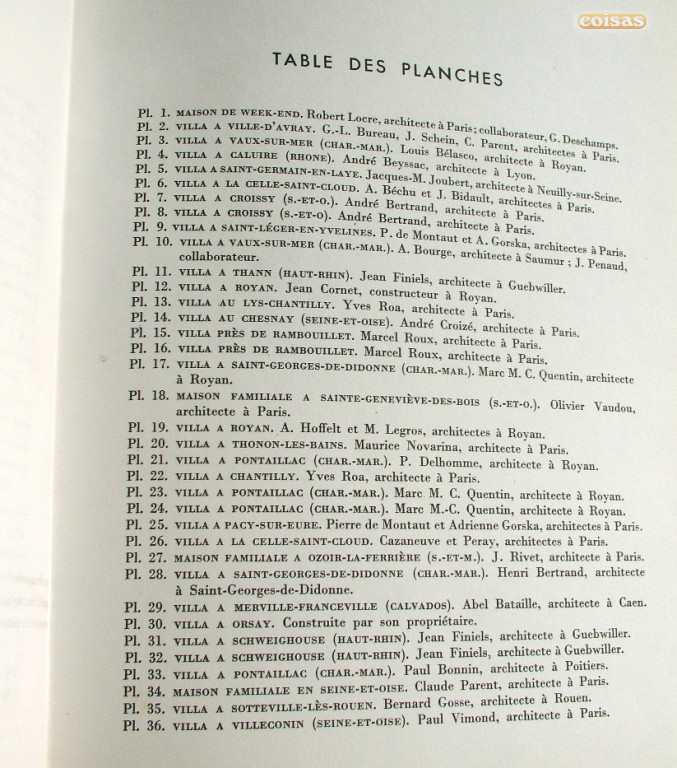 coisas
TABLE DES PLANCHES
Pl. 1. MAISON DE WEEK-END. Robert Locre, architecte à Paris; collaborateur, G. Deschamps.
Pl. 2. VILLA A VILLE-D'AVRAY. G.-L. Bureau, J. Schein, C. Parent, architectes à Paris.
Pl. 3. VILLA A VAUX-SUR-MER (CHAR.-MAR.). Louis Bélasco, architecte à Royan.
Pl. 4. VILLA A CALUIRE (RHONE). André Beyssac, architecte à Lyon.
Pl. 5. VILLA A SAINT-GERMAIN-EN-LAYE. Jacques-M. Joubert, architecte à Neuilly-sur-Seine.
Pl. 6. VILLA A LA CELLE-SAINT-CLOUD. A. Béchu et J. Bidault, architectes à Paris.
Pl. 7. VILLA A CROISSY (S.-ET-O.). André Bertrand, architecte à Paris.
Pl. 8. VILLA A CROISSY (S.-ET-O). André Bertrand, architecte à Paris.
Pl. 9. VILLA A SAINT-LÉGER-EN-YVELINES. P. de Montaut et A. Gorska, architectes à Paris.
Pl. 10. VILLA A VAUX-SUR-MER (CHAR.-MAR.). A. Bourge, architecte à Saumur; J. Penaud,
collaborateur.
Pl. 11. VILLA A THANN (HAUT-RHIN). Jean Finiels, architecte à Guebwiller.
Pl. 12. VILLA A ROYAN. Jean Cornet, constructeur à Royan.
Pl. 13. VILLA AU LYS-CHANTILLY. Yves Roa, architecte à Paris.
Pl. 14. VILLA AU CHESNAY (SEINE-ET-OISE). André Croizé, architecte à Paris.
Pl. 15. VILLA PRÈS DE RAMBOUILLET. Marcel Roux, architecte à Paris.
Pl. 16. VILLA PRÈS DE RAMBOUILLET. Marcel Roux, architecte à Paris.
Pl. 17. VILLA A SAINT-GEORGES-DE-DIDONNE (CHAR.-MAR.). Marc M. C. Quentin, architecte
à Royan.
Pl. 18. MAISON FAMILIALE A SAINTE-GENEVIÈVE-DES-BOIS (S.-ET-O.). Olivier Vaudou,
architecte à Paris.
Pl. 19. VILLA A ROYAN. A. Hoffelt et M. Legros, architectes à Royan.
Pl. 20. VILLA A THONON-LES-BAINS. Maurice Novarina, architecte à Paris.
Pl. 21. VILLA A PONTAILLAC (CHAR.-MAR.). P. Delhomme, architecte à Royan.
Pl. 22. VILLA A CHANTILLY. Yves Roa, architecte à Paris.
Pl. 23. VILLA A PONTAILLAC (CHAR.-MAR.). Marc M. C. Quentin, architecte à Royan.
Pl. 24. VILLA A PONTAILLAC (CHAR.-MAR.). Marc M.-C. Quentin, architecte à Royan.
Pl. 25. VILLA A PACY-SUR-EURE. Pierre de Montaut et Adrienne Gorska, architectes à Paris.
Pl. 26. VILLA A LA CELLE-SAINT-CLOUD. Cazaneuve et Peray, architectes à Paris.
Pl. 27. MAISON FAMILIALE A OZOIR-LA-FERRIÈRE (S.-ET-M.). J. Rivet, architecte à Paris.
Pl. 28. VILLA A SAINT-GEORGES-DE-DIDONNE (CHAR.-MAR.). Henri Bertrand, architecte
à Saint-Georges-de-Didonne.
Pl. 29. VILLA A MERVILLE-FRANCEVILLE (CALVADOS). Abel Bataille, architecte à Caen.
Pl. 30. VILLA A ORSAY. Construite par son propriétaire.
Pl. 31. VILLA A SCHWEIGHOUSE (HAUT-RHIN). Jean Finiels, architecte à Guebwiller.
Pl. 32. VILLA A SCHWEIGHOUSE (HAUT-RHIN). Jean Finiels, architecte à Guebwiller.
Pl. 33. VILLA A PONTAILLAC (CHAR.-MAR.). Paul Bonnin, architecte à Poitiers.
Pl. 34. MAISON FAMILIALE EN SEINE-ET-OISE. Claude Parent, architecte à Paris.
Pl. 35. VILLA A SOTTEVILLE-LÈS-ROUEN. Bernard Gosse, architecte à Rouen.
Pl. 36. VILLA A VILLECONIN (SEINE-ET-OISE). Paul Vimond, architecte à Paris.